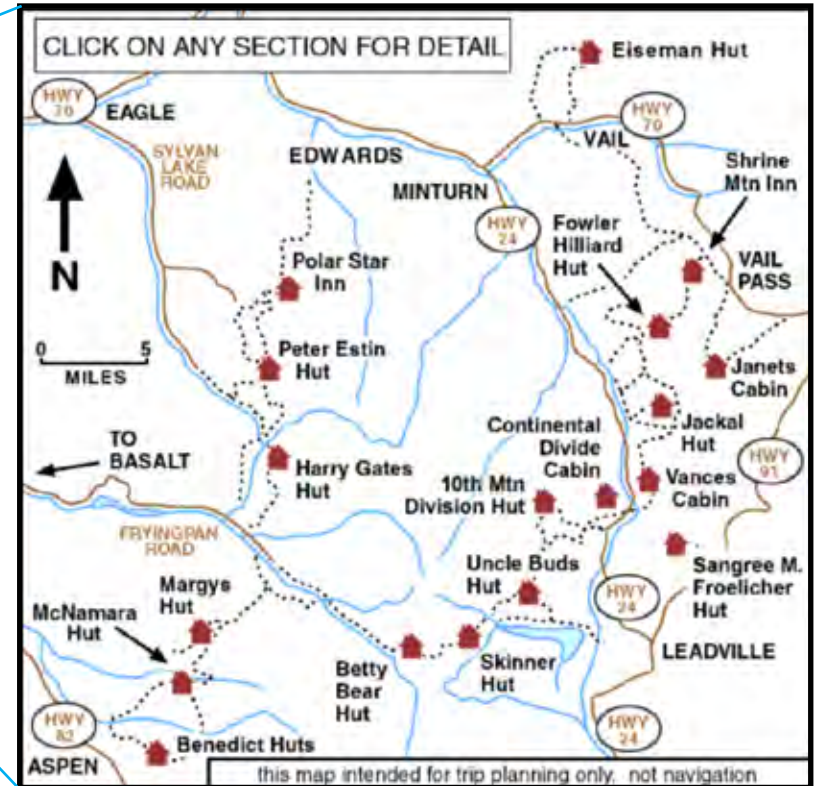 CLICK ON ANY SECTION FOR DETAIL
Eiseman Hut
HWY
70
EAGLE
SYLVAN
LAKE
ROAD
EDWARDS
MINTURN
VAIL
HWY
70
Shrine
Mtn Inn
HWY
24
Fowler
Hilliard
Hut
VAIL
PASS
N
Polar Star
Inn
0
5
MILES
Peter Estin
Hut
Janets
Cabin
Jackal
Hut
Continental
Divide
Cabin
HWY
91
TO
BASALT
Harry Gates
Hut
10th Mtn
Division Hut
Vances
Cabin
FRYINGPAN
ROAD
Uncle Buds
Hut
Sangree M.
Froelicher
Hut
HWY
24
Margys
Hut
McNamara
Hut
LEADVILLE
Betty
Bear
Hut
Skinner
Hut
HWY
82
HWY
24
Benedict Huts
ASPEN
this map intended for trip planning only. not navigation